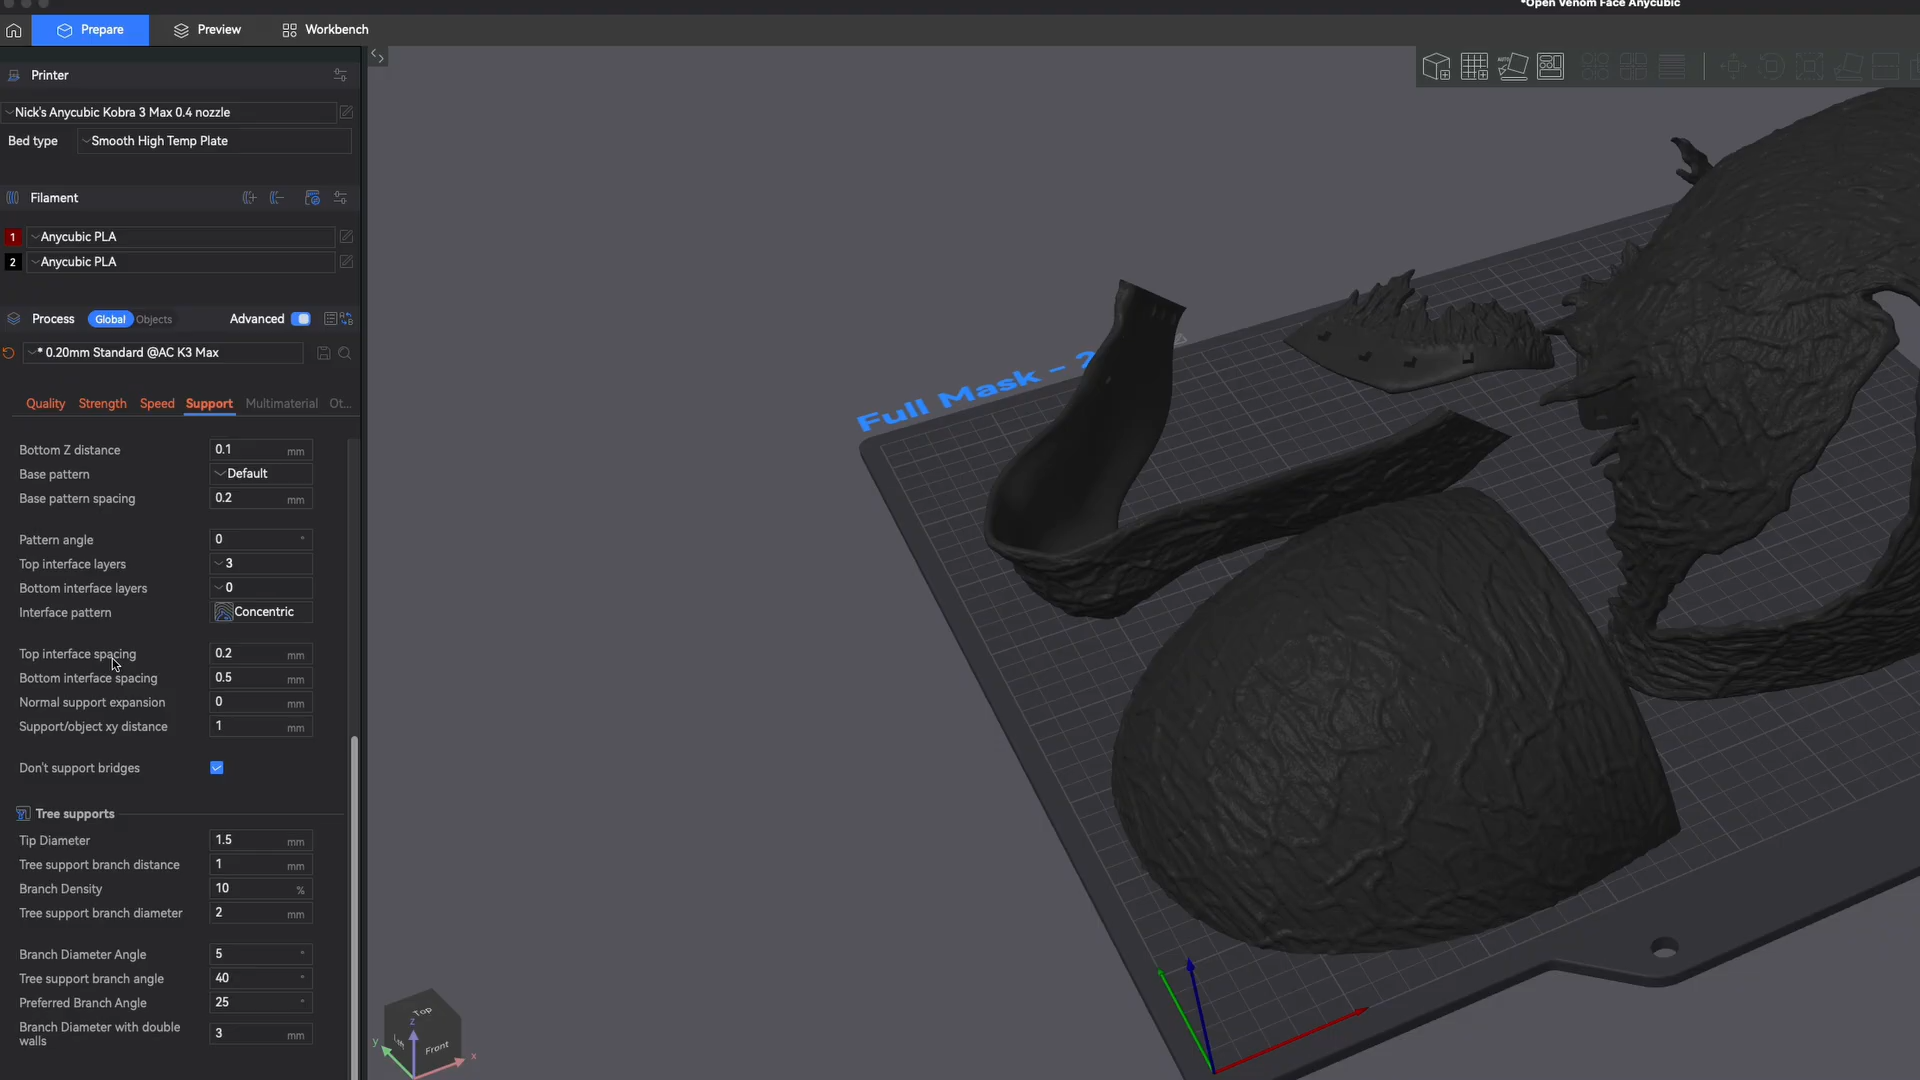 *Open Venom Face Anycubic
Prepare
Preview
Workbench
Printer
Nick's Anycubic Kobra 3 Max 0.4 nozzle
Bed type
Smooth High Temp Plate
Filament
1 Anycubic PLA
2 Anycubic PLA
Process Global Objects Advanced
* 0.20mm Standard @AC K3 Max
Quality Strength Speed Support Multimaterial Ot...
Bottom Z distance 0.1 mm
Base pattern Default
Base pattern spacing 0.2 mm
Pattern angle 0 °
Top interface layers 3
Bottom interface layers 0
Interface pattern Concentric
Top interface spacing 0.2 mm
Bottom interface spacing 0.5 mm
Normal support expansion 0 mm
Support/object xy distance 1 mm
Don't support bridges
Tree supports
Tip Diameter 1.5 mm
Tree support branch distance 1 mm
Branch Density 10 %
Tree support branch diameter 2 mm
Branch Diameter Angle 5 °
Tree support branch angle 40 °
Preferred Branch Angle 25 °
Branch Diameter with double
walls 3 mm
Full Mask -
AUTO
Top
Left
Front
z
y
x